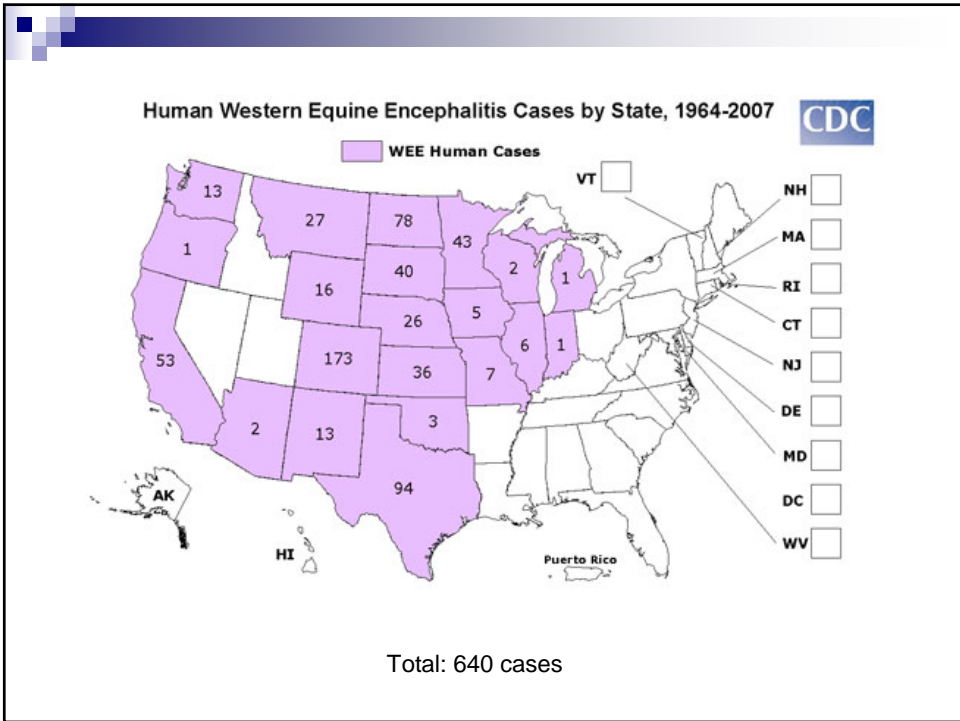 Human Western Equine Encephalitis Cases by State, 1964-2007
CDC
WEE Human Cases
VT
NH
MA
RI
CT
NJ
DE
MD
DC
WV
13
27
78
43
1
16
40
2
1
26
5
53
173
36
6
1
7
2
13
3
94
AK
HI
Puerto Rico
Total: 640 cases